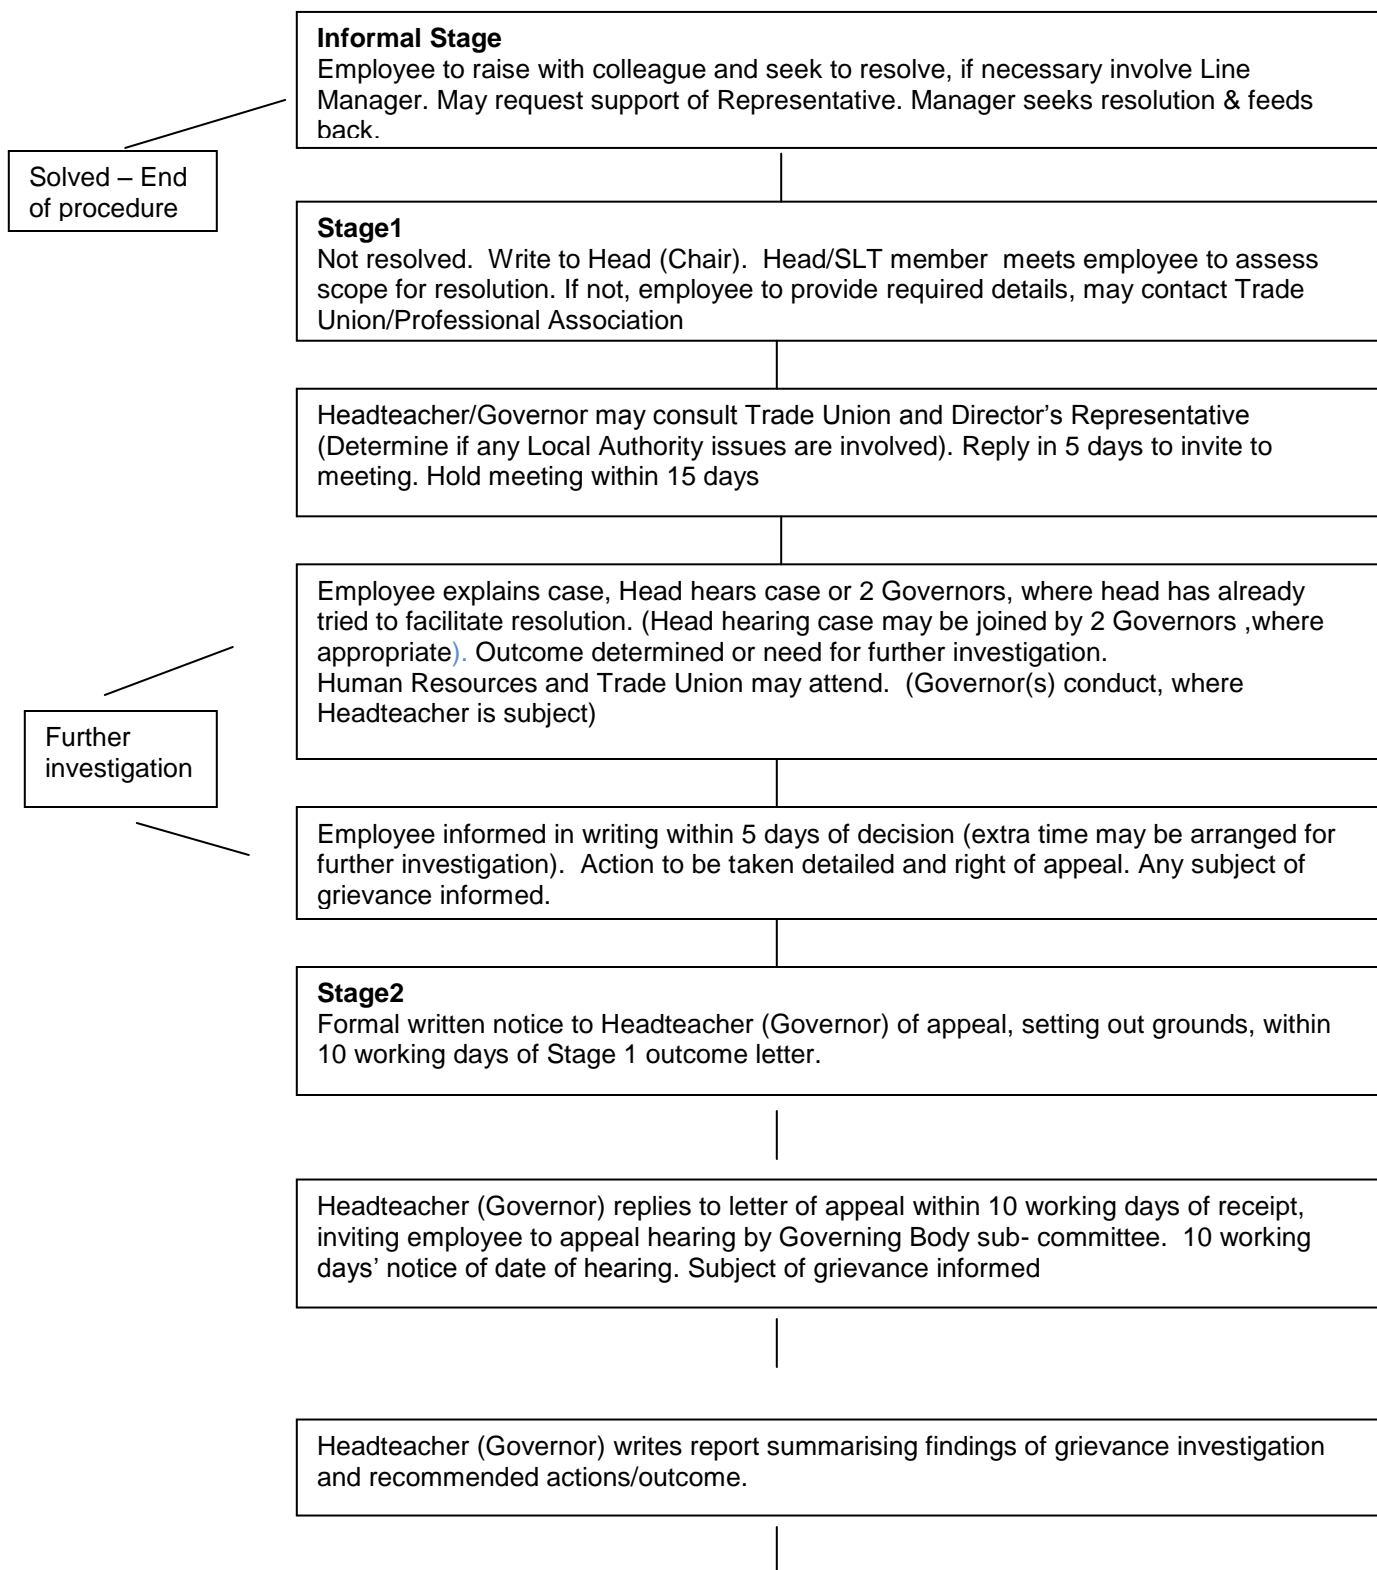 Informal Stage
Employee to raise with colleague and seek to resolve, if necessary involve Line
Manager. May request support of Representative. Manager seeks resolution & feeds
back.
Solved – End
of procedure
Stage1
Not resolved.  Write to Head (Chair).  Head/SLT member  meets employee to assess
scope for resolution. If not, employee to provide required details, may contact Trade
Union/Professional Association
Headteacher/Governor may consult Trade Union and Director’s Representative
(Determine if any Local Authority issues are involved). Reply in 5 days to invite to
meeting. Hold meeting within 15 days
Employee explains case, Head hears case or 2 Governors, where head has already
tried to facilitate resolution. (Head hearing case may be joined by 2 Governors ,where
appropriate). Outcome determined or need for further investigation.
Human Resources and Trade Union may attend.  (Governor(s) conduct, where
Headteacher is subject)
Further
investigation
Employee informed in writing within 5 days of decision (extra time may be arranged for
further investigation).  Action to be taken detailed and right of appeal. Any subject of
grievance informed.
Stage2
Formal written notice to Headteacher (Governor) of appeal, setting out grounds, within
10 working days of Stage 1 outcome letter.
Headteacher (Governor) replies to letter of appeal within 10 working days of receipt,
inviting employee to appeal hearing by Governing Body sub- committee.  10 working
days’ notice of date of hearing. Subject of grievance informed
Headteacher (Governor) writes report summarising findings of grievance investigation
and recommended actions/outcome.